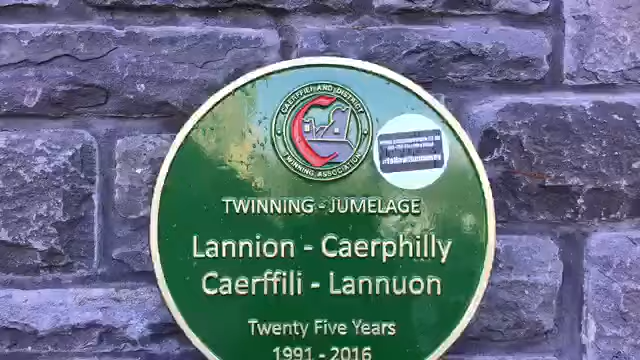 CAERFFILI AND DISTRICT
TWINNING ASSOCIATION
TWINNING - JUMELAGE
Lannion - Caerphilly
Caerffili - Lannuon
Twenty Five Years
1991 - 2016